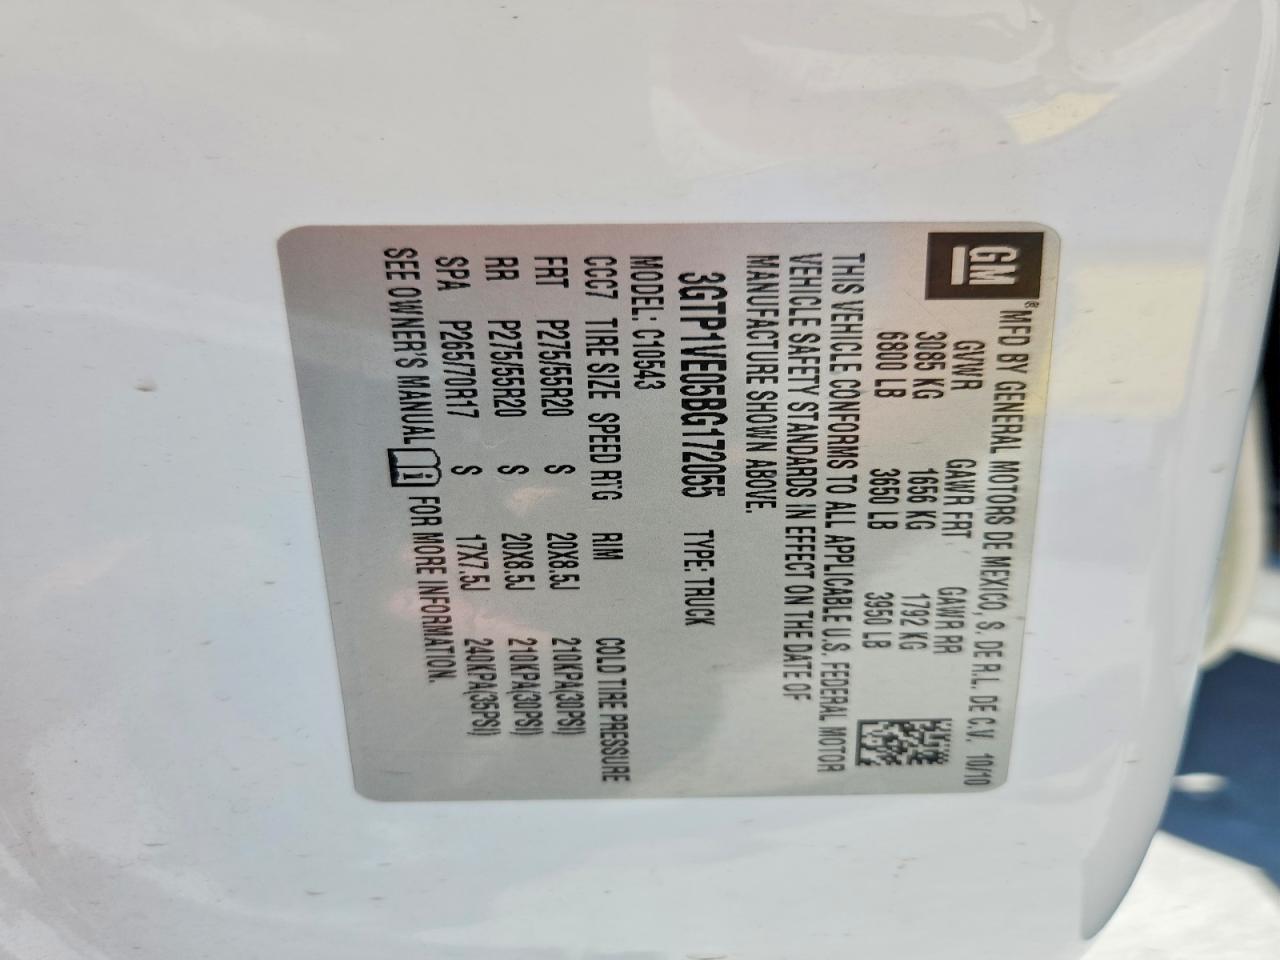 GM ® MFD BY GENERAL MOTORS DE MEXICO, S. DE R.L. DE C.V. 10/10
GVWR GAWR FRT GAWR RR
3085 KG 1656 KG 1792 KG
6800 LB 3650 LB 3950 LB
THIS VEHICLE CONFORMS TO ALL APPLICABLE U.S. FEDERAL MOTOR
VEHICLE SAFETY STANDARDS IN EFFECT ON THE DATE OF
MANUFACTURE SHOWN ABOVE.
3GTP1VE05BG172055 TYPE: TRUCK
MODEL: C10543
CCC7 TIRE SIZE SPEED RTG RIM COLD TIRE PRESSURE
FRT P275/55R20 S 20X8.5J 210KPA(30PSI)
RR P275/55R20 S 20X8.5J 210KPA(30PSI)
SPA P265/70R17 S 17X7.5J 240KPA(35PSI)
SEE OWNER'S MANUAL i FOR MORE INFORMATION.